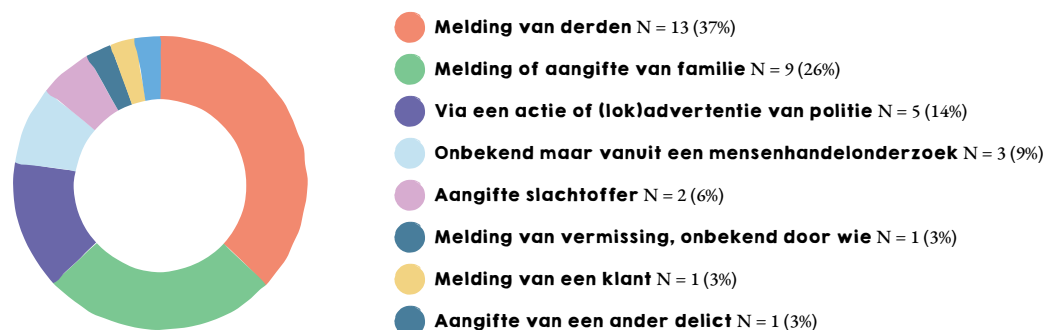 Melding van derden N = 13 (37%)
Melding of aangifte van familie N = 9 (26%)
Via een actie of (lok)advertentie van politie N = 5 (14%)
Onbekend maar vanuit een mensenhandelonderzoek N = 3 (9%)
Aangifte slachtoffer N = 2 (6%)
Melding van vermissing, onbekend door wie N = 1 (3%)
Melding van een klant N = 1 (3%)
Aangifte van een ander delict N = 1 (3%)